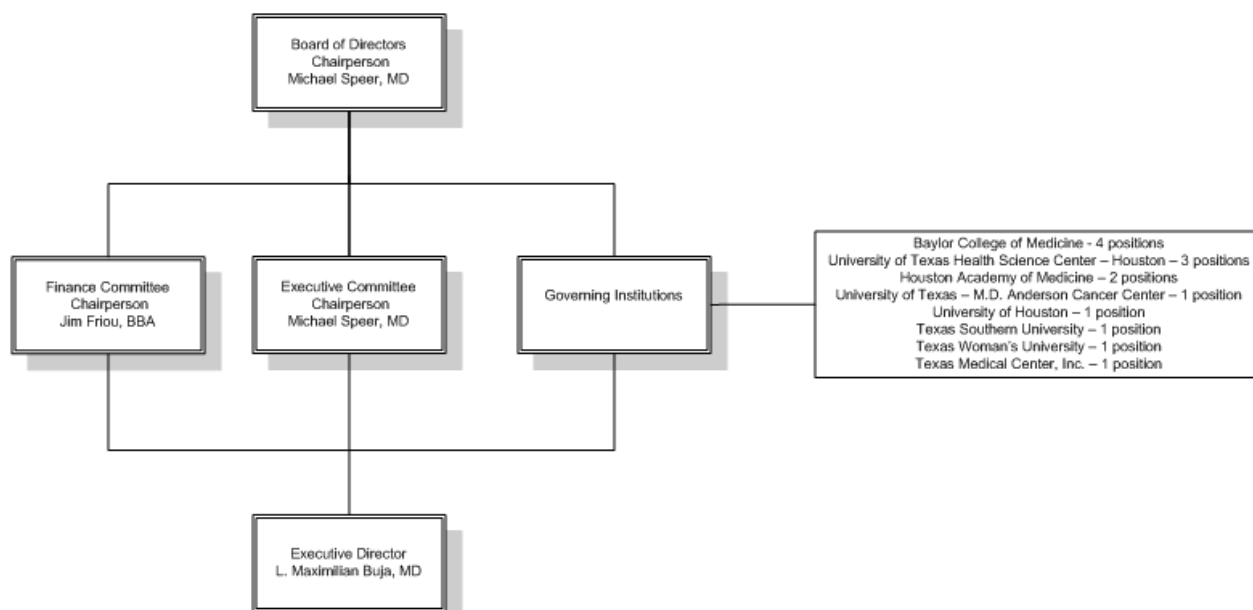 Board of Directors
Chairperson
Michael Speer, MD
Finance Committee
Chairperson
Jim Friou, BBA
Executive Committee
Chairperson
Michael Speer, MD
Governing Institutions
Baylor College of Medicine - 4 positions
University of Texas Health Science Center – Houston – 3 positions
Houston Academy of Medicine – 2 positions
University of Texas – M.D. Anderson Cancer Center – 1 position
University of Houston – 1 position
Texas Southern University – 1 position
Texas Woman's University – 1 position
Texas Medical Center, Inc. – 1 position
Executive Director
L. Maximilian Buja, MD